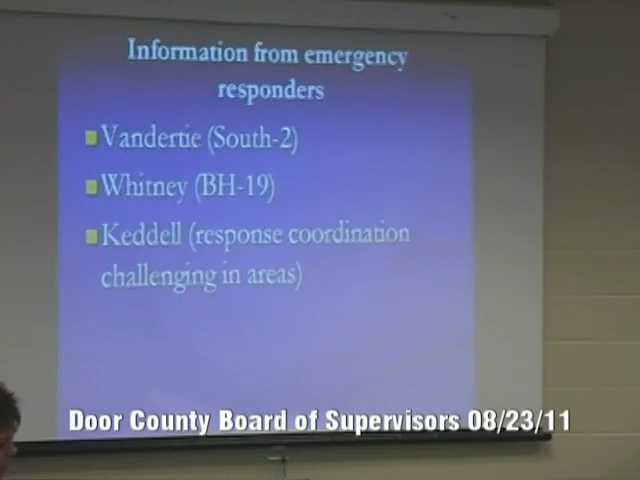 Information from emergency
responders
Vandertie (South-2)
Whitney (BH-19)
Keddell (response coordination
challenging in areas)
Door County Board of Supervisors 08/23/11